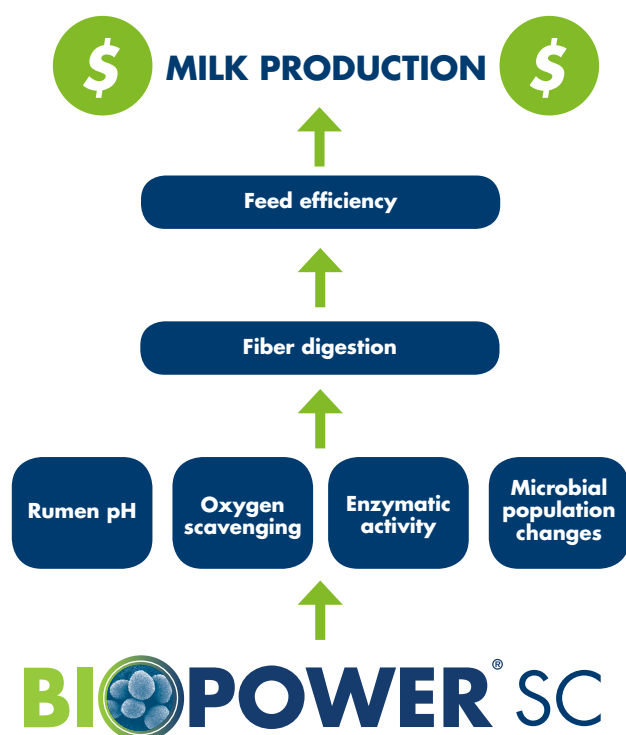 $ MILK PRODUCTION $
Feed efficiency
Fiber digestion
Rumen pH
Oxygen
scavenging
Enzymatic
activity
Microbial
population
changes
BIOPOWER® SC